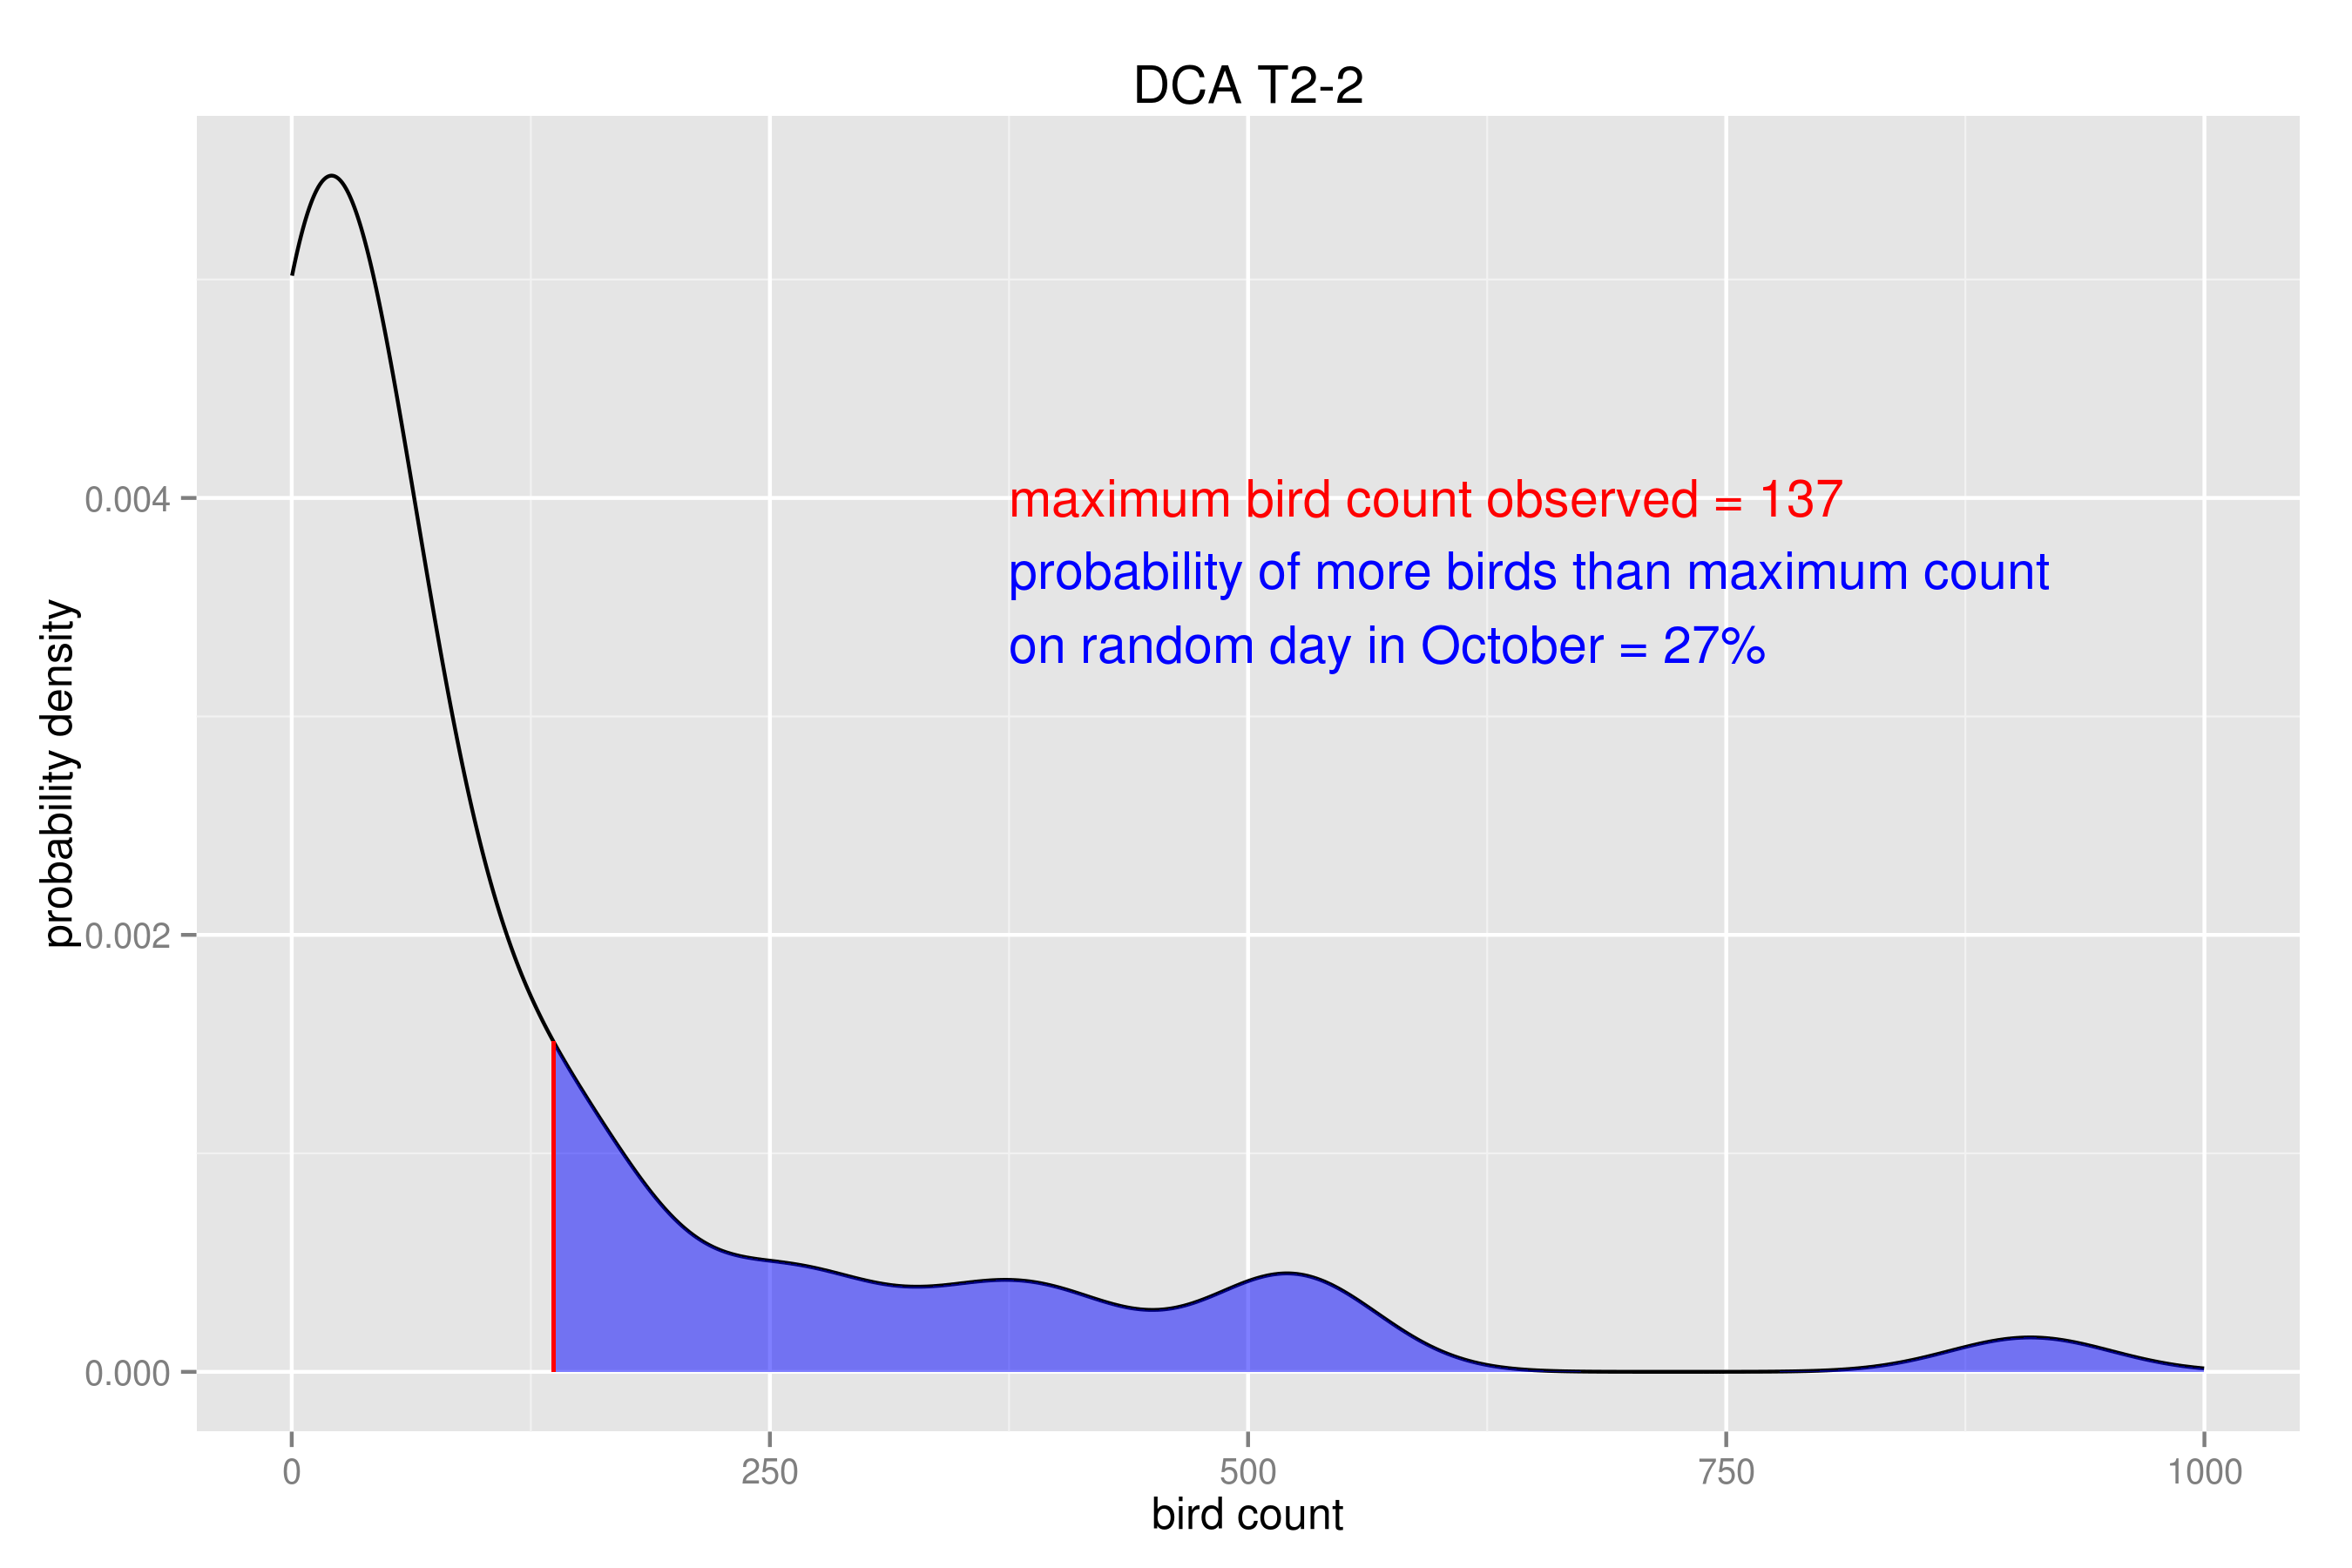 DCA T2-2
maximum bird count observed = 137
probability of more birds than maximum count
on random day in October = 27%
probability density
0.004
0.002
0.000
0
250
500
750
1000
bird count